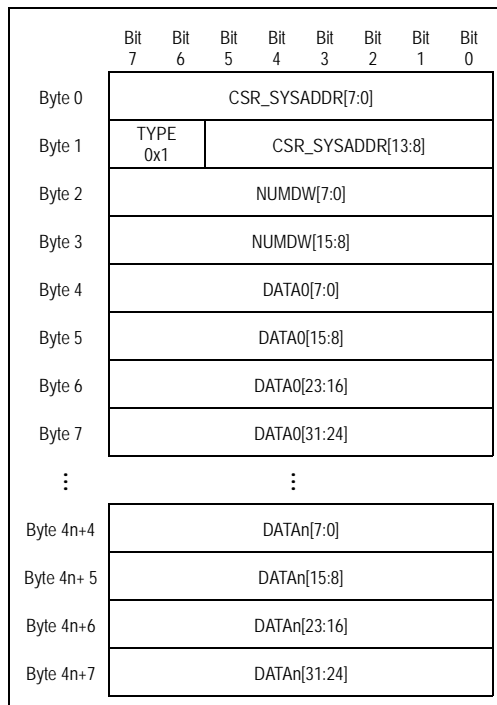 Bit Bit Bit Bit Bit Bit Bit Bit
7 6 5 4 3 2 1 0
Byte 0 CSR_SYSADDR[7:0]
Byte 1 TYPE 0x1 CSR_SYSADDR[13:8]
Byte 2 NUMDW[7:0]
Byte 3 NUMDW[15:8]
Byte 4 DATA0[7:0]
Byte 5 DATA0[15:8]
Byte 6 DATA0[23:16]
Byte 7 DATA0[31:24]
⋮ ⋮
Byte 4n+4 DATAn[7:0]
Byte 4n+ 5 DATAn[15:8]
Byte 4n+6 DATAn[23:16]
Byte 4n+7 DATAn[31:24]